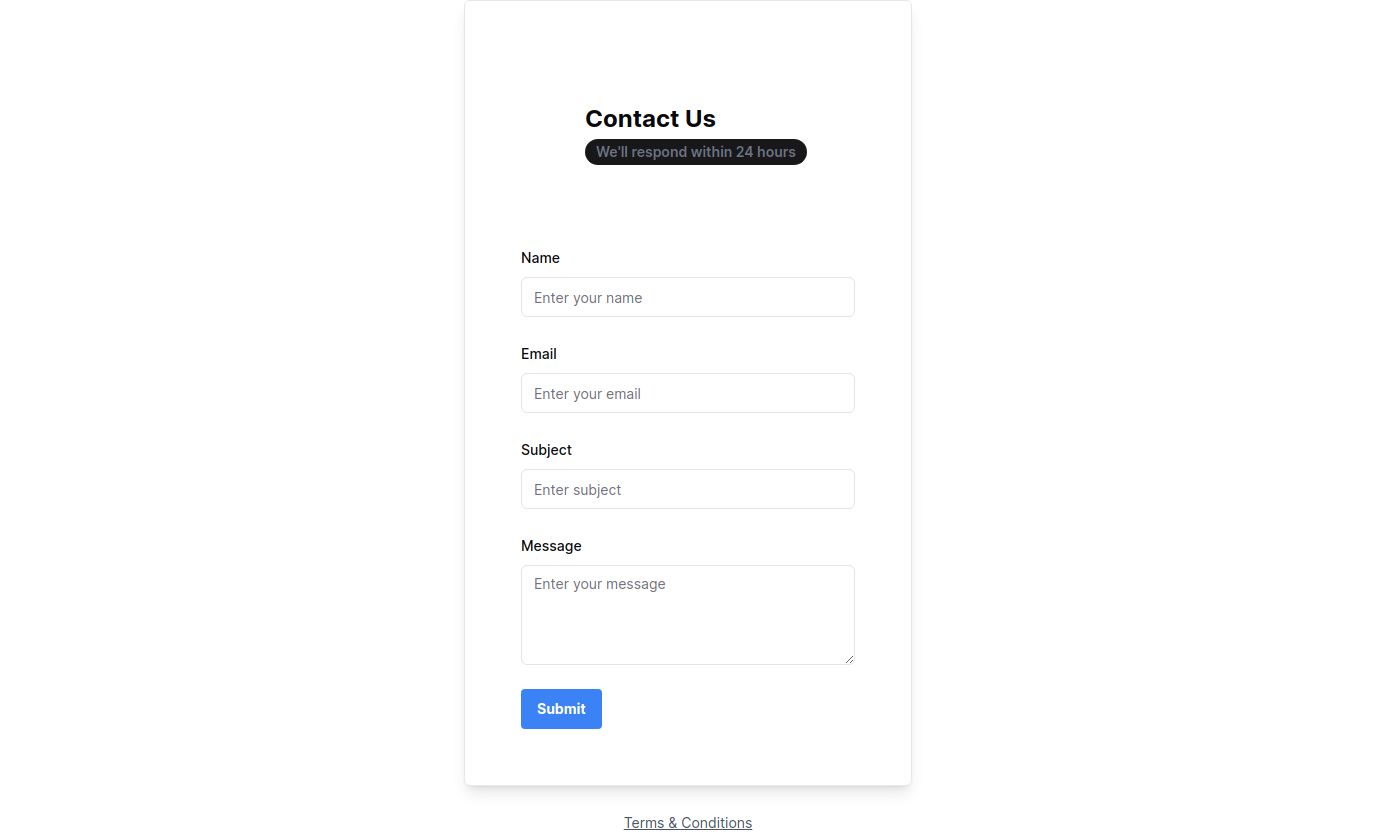 Contact Us
We'll respond within 24 hours
Name
Enter your name
Email
Enter your email
Subject
Enter subject
Message
Enter your message
Submit
Terms & Conditions